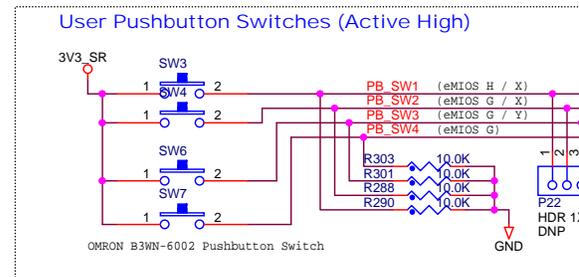 User Pushbutton Switches (Active High)
3V3_SR
SW3
1 2
SW4
1 2
SW6
1 2
SW7
1 2
PB_SW1 (eMIOS H / X)
PB_SW2 (eMIOS G / X)
PB_SW3 (eMIOS G / Y)
PB_SW4 (eMIOS G)
R303 10.0K
R301 10.0K
R288 10.0K
R290 10.0K
1
2
3
P22
HDR 1X
DNP
GND
OMRON B3WN-6002 Pushbutton Switch